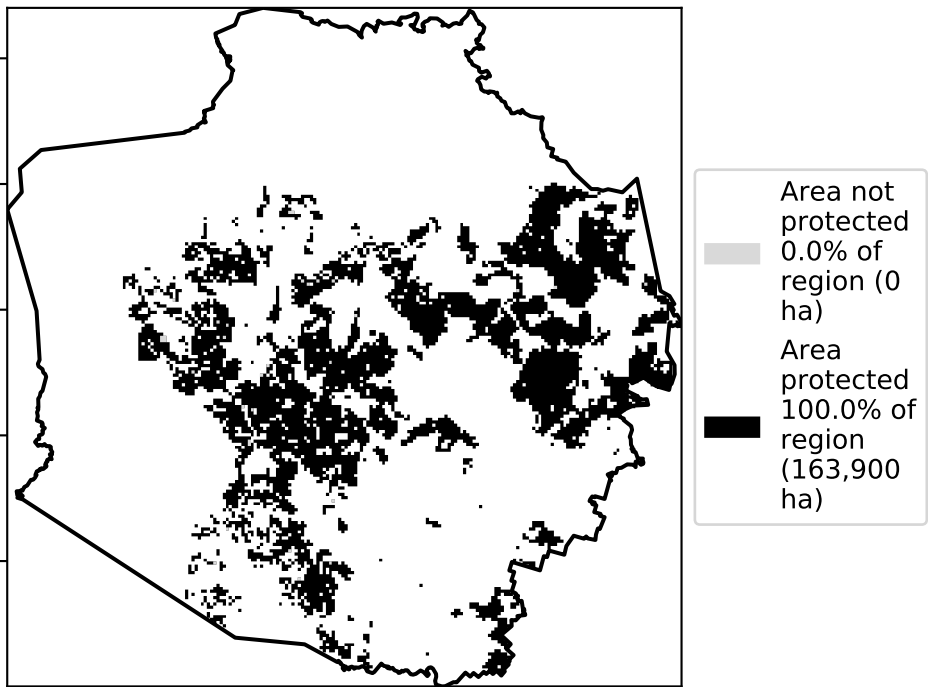 Area not
protected
0.0% of
region (0
ha)
Area
protected
100.0% of
region
(163,900
ha)